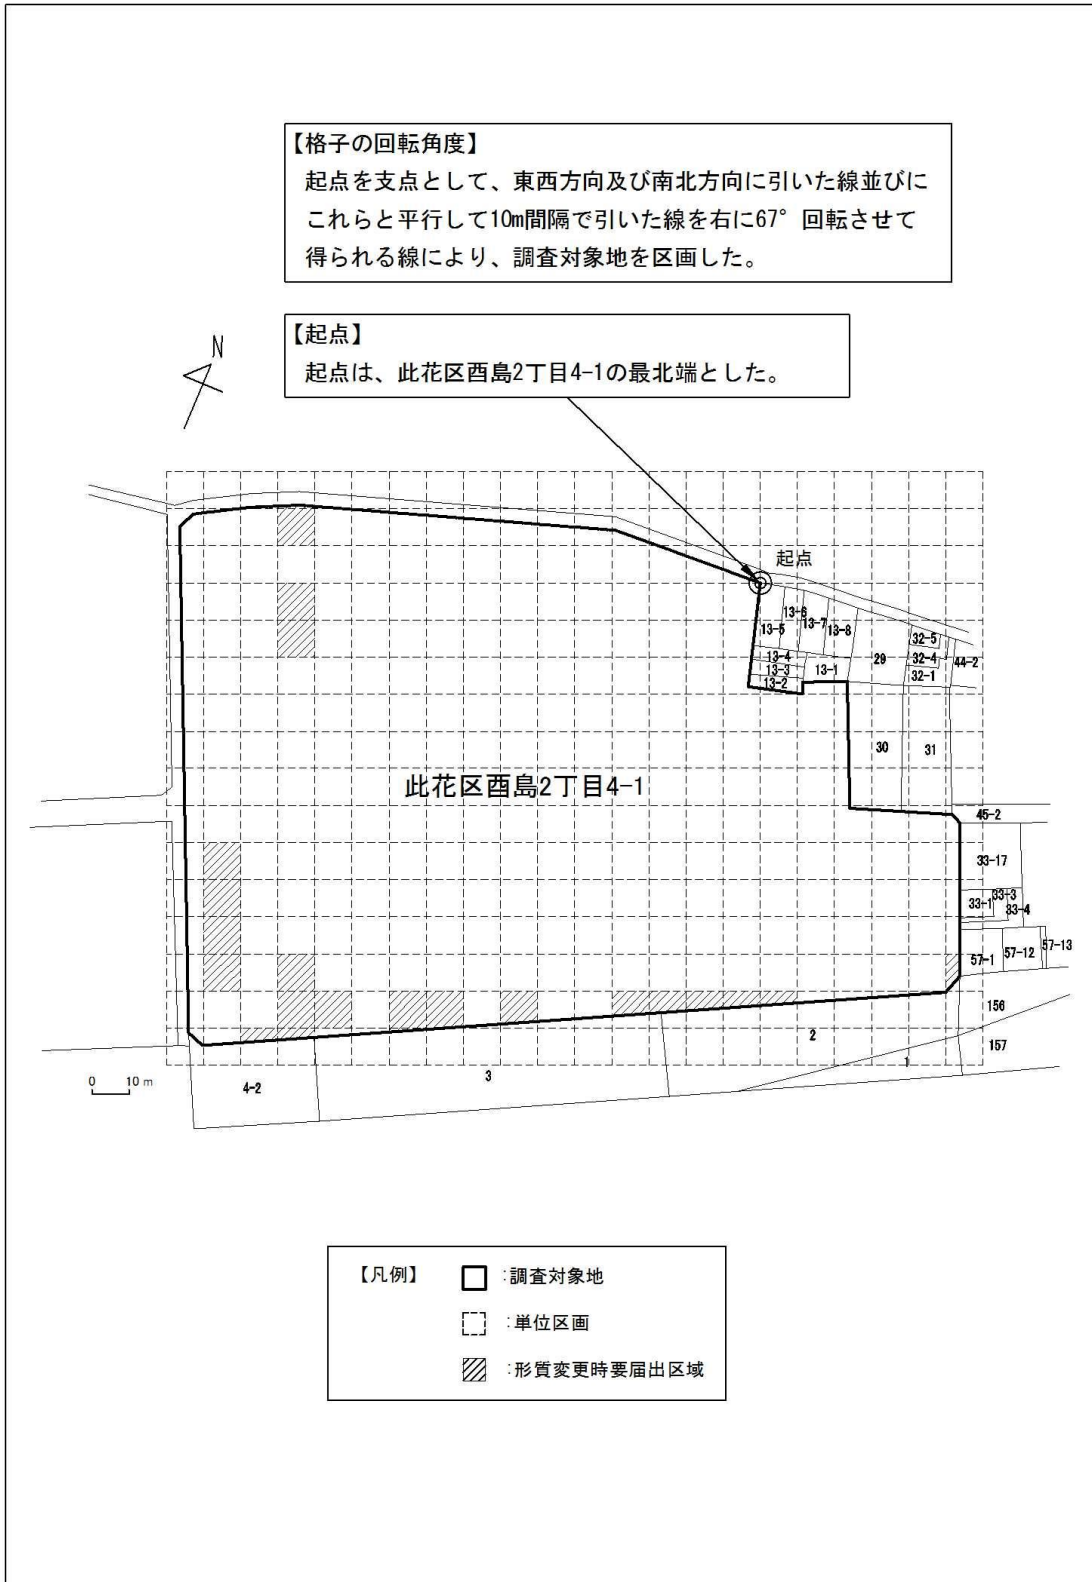 【格子の回転角度】
起点を支点として、東西方向及び南北方向に引いた線並びに
これらと平行して10m間隔で引いた線を右に67°回転させて
得られる線により、調査対象地を区画した。
【起点】
起点は、此花区酉島2丁目4-1の最北端とした。
N
起点
13-6
13-5
13-7
13-8
32-5
13-4
29
32-4
44-2
13-3
13-1
32-1
13-2
30
31
此花区酉島2丁目4-1
45-2
33-17
33-3
33-1
33-4
57-13
57-12
57-1
156
2
157
1
3
4-2
0 10 m
【凡例】
:調査対象地
:単位区画
:形質変更時要届出区域